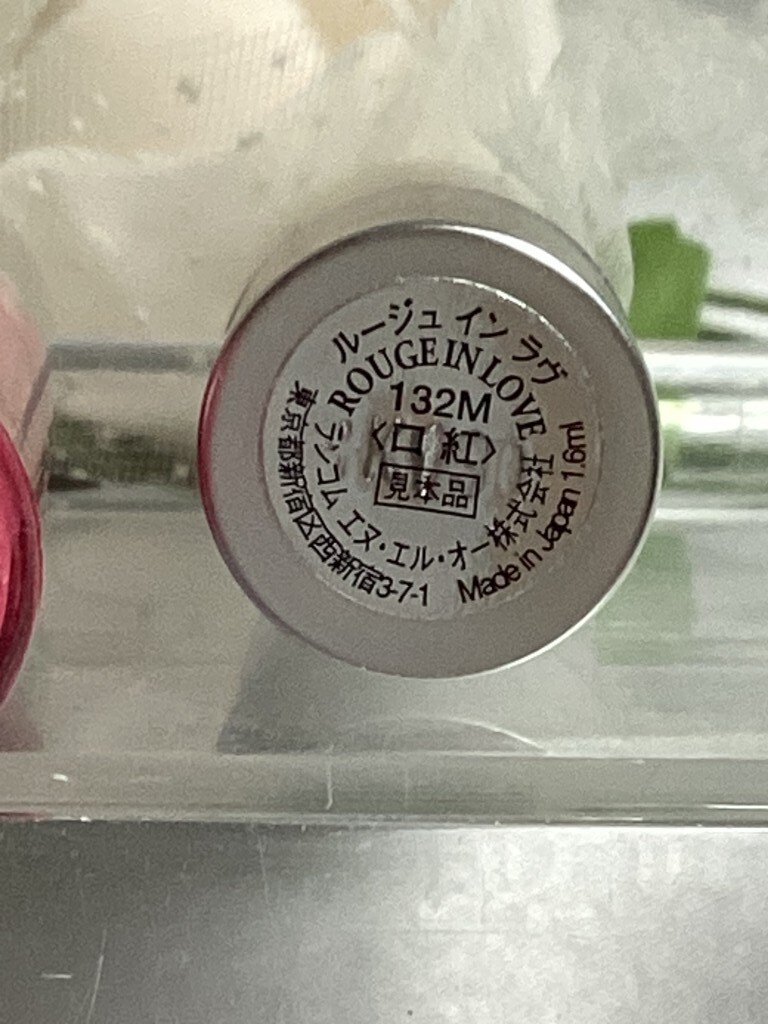 ルージュ イン ラヴ
ROUGE IN LOVE
132M
〈口 紅〉
見本品
ランコム エヌ・エル・オー株式会社
東京都新宿区西新宿3-7-1 Made in Japan 1.6ml